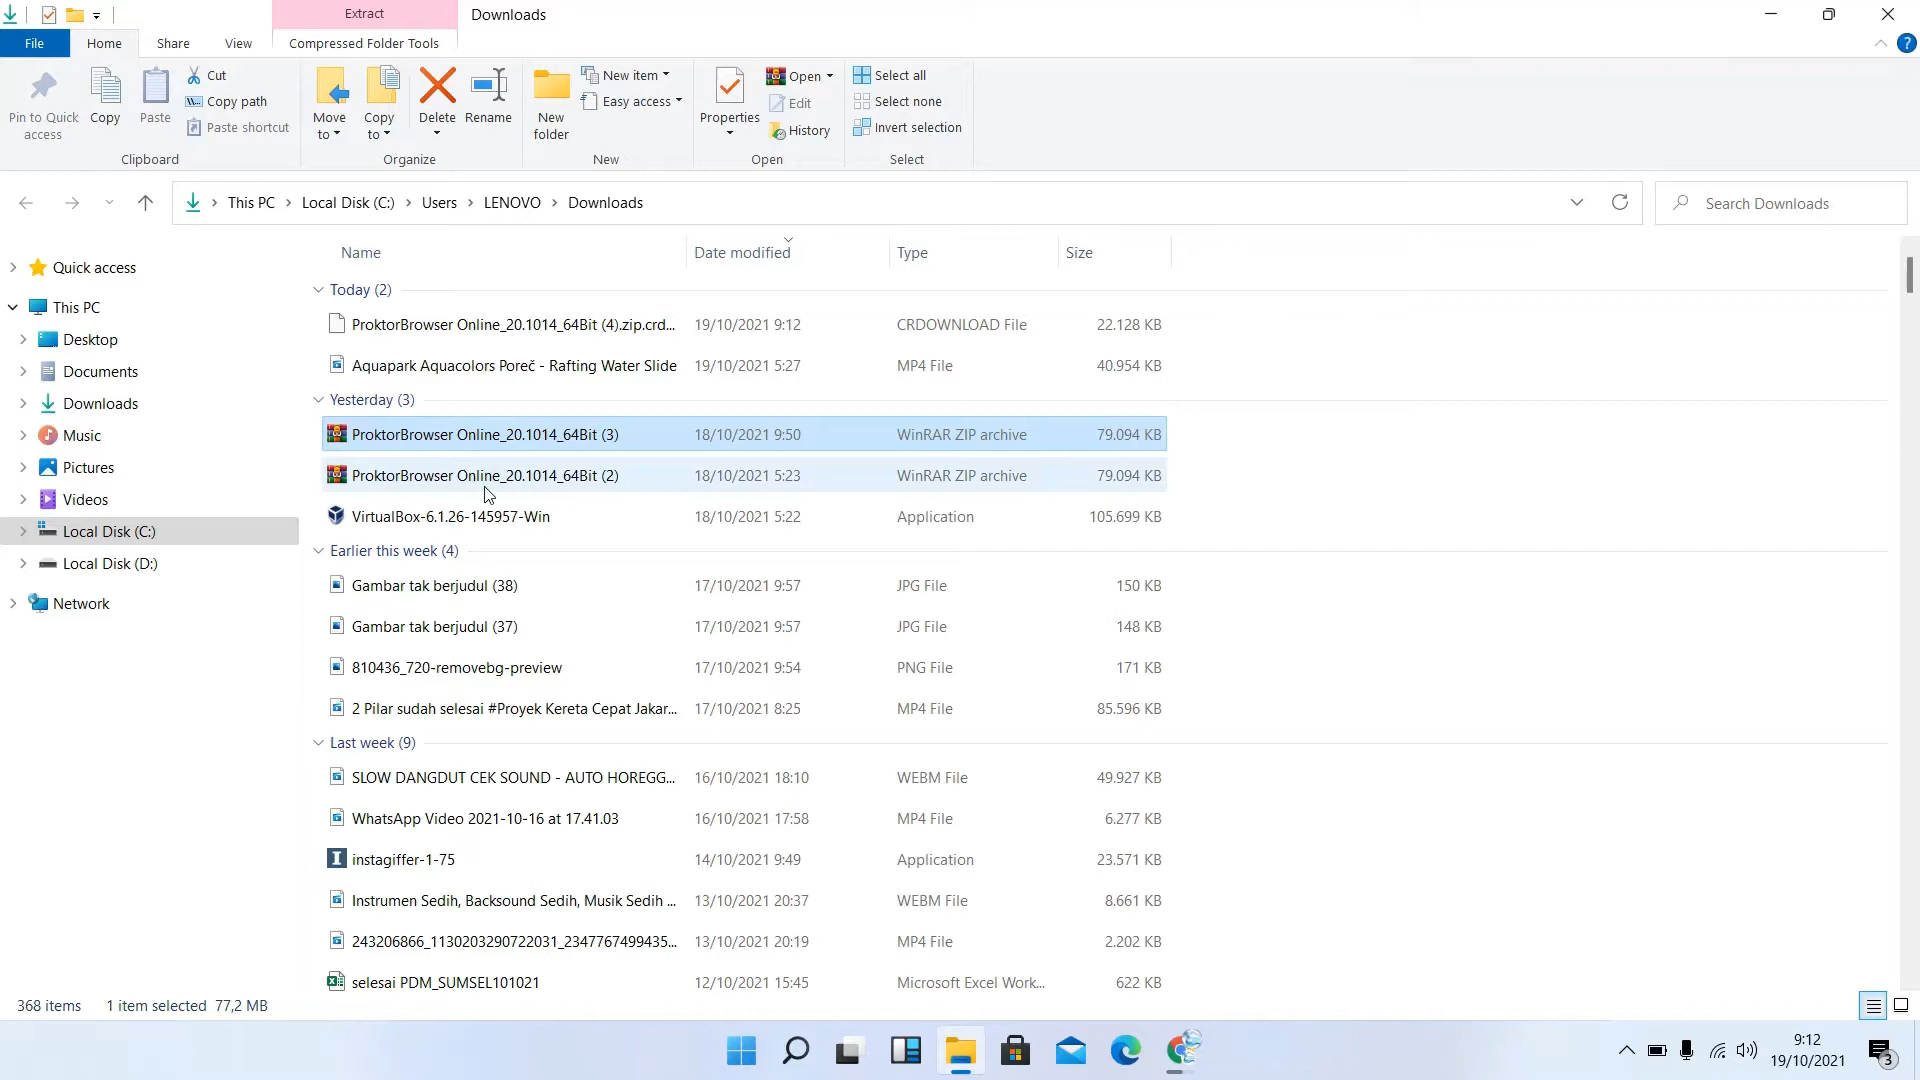 Extract
Downloads
File
Home
Share
View
Compressed Folder Tools
Pin to Quick access
Copy
Paste
Cut
Copy path
Paste shortcut
Clipboard
Move to
Copy to
Delete
Rename
Organize
New folder
New item
Easy access
New
Properties
Open
Edit
History
Open
Select all
Select none
Invert selection
Select
This PC > Local Disk (C:) > Users > LENOVO > Downloads
Search Downloads
Quick access
This PC
Desktop
Documents
Downloads
Music
Pictures
Videos
Local Disk (C:)
Local Disk (D:)
Network
Name Date modified Type Size
Today (2)
ProktorBrowser Online_20.1014_64Bit (4).zip.crd... 19/10/2021 9:12 CRDOWNLOAD File 22.128 KB
Aquapark Aquacolors Poreč - Rafting Water Slide 19/10/2021 5:27 MP4 File 40.954 KB
Yesterday (3)
ProktorBrowser Online_20.1014_64Bit (3) 18/10/2021 9:50 WinRAR ZIP archive 79.094 KB
ProktorBrowser Online_20.1014_64Bit (2) 18/10/2021 5:23 WinRAR ZIP archive 79.094 KB
VirtualBox-6.1.26-145957-Win 18/10/2021 5:22 Application 105.699 KB
Earlier this week (4)
Gambar tak berjudul (38) 17/10/2021 9:57 JPG File 150 KB
Gambar tak berjudul (37) 17/10/2021 9:57 JPG File 148 KB
810436_720-removebg-preview 17/10/2021 9:54 PNG File 171 KB
2 Pilar sudah selesai #Proyek Kereta Cepat Jakar... 17/10/2021 8:25 MP4 File 85.596 KB
Last week (9)
SLOW DANGDUT CEK SOUND - AUTO HOREGG... 16/10/2021 18:10 WEBM File 49.927 KB
WhatsApp Video 2021-10-16 at 17.41.03 16/10/2021 17:58 MP4 File 6.277 KB
instagiffer-1-75 14/10/2021 9:49 Application 23.571 KB
Instrumen Sedih, Backsound Sedih, Musik Sedih ... 13/10/2021 20:37 WEBM File 8.661 KB
243206866_1130203290722031_2347767499435... 13/10/2021 20:19 MP4 File 2.202 KB
selesai PDM_SUMSEL101021 12/10/2021 15:45 Microsoft Excel Work... 622 KB
368 items 1 item selected 77,2 MB
9:12
19/10/2021
3